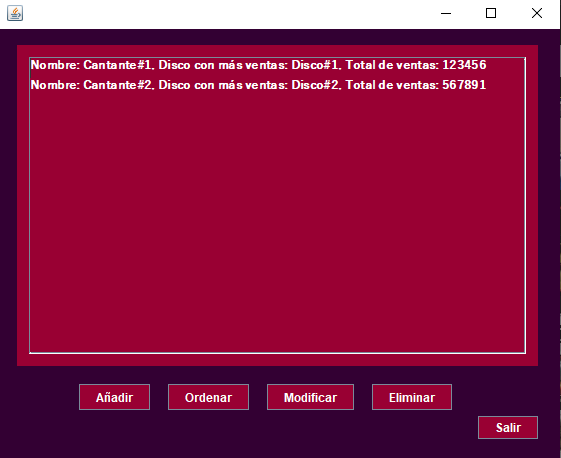 Nombre: Cantante#1, Disco con más ventas: Disco#1, Total de ventas: 123456
Nombre: Cantante#2, Disco con más ventas: Disco#2, Total de ventas: 567891
Añadir Ordenar Modificar Eliminar
Salir